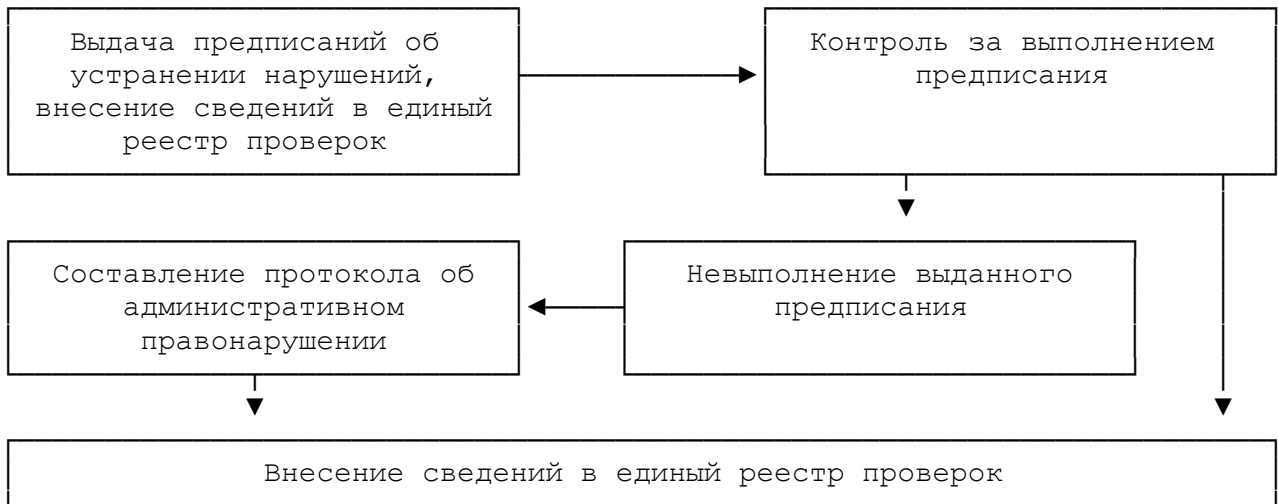 Выдача предписаний об
устранении нарушений,
внесение сведений в единый
реестр проверок
Контроль за выполнением
предписания
Составление протокола об
административном
правонарушении
Невыполнение выданного
предписания
Внесение сведений в единый реестр проверок